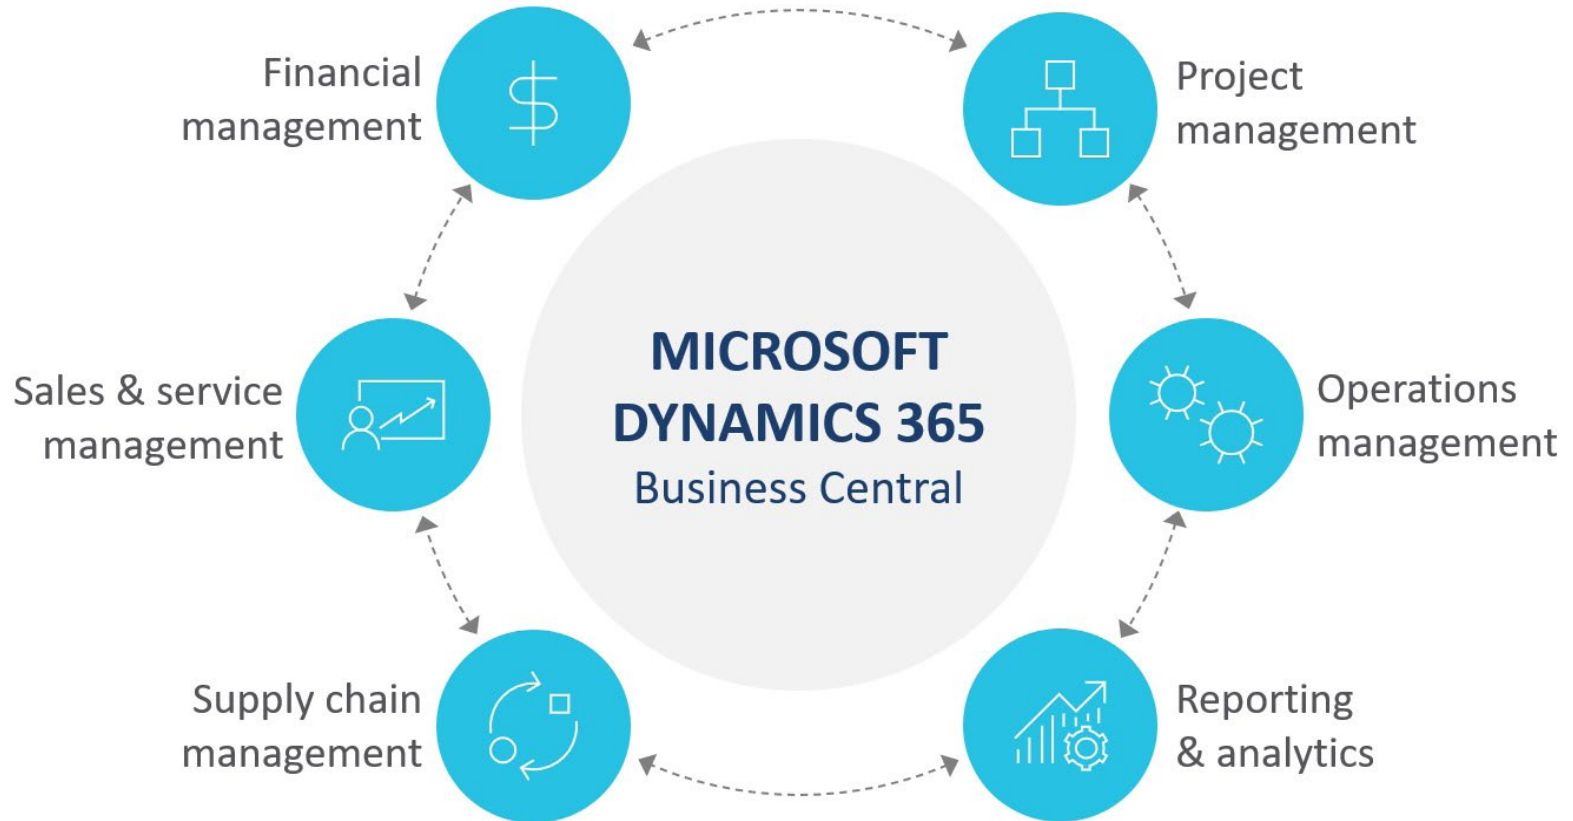 Financial
management
Project
management
Sales & service
management
MICROSOFT
DYNAMICS 365
Business Central
Operations
management
Supply chain
management
Reporting
& analytics